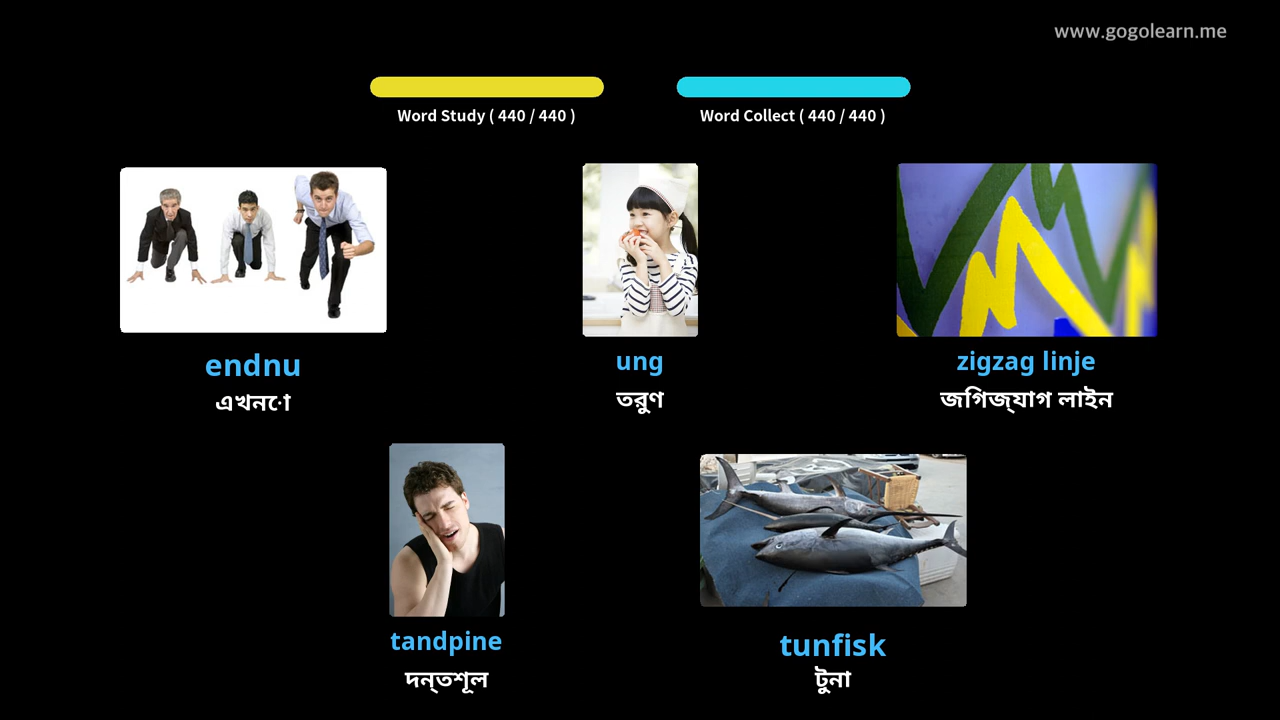 www.gogolearn.me
Word Study ( 440 / 440 )
Word Collect ( 440 / 440 )
endnu
এখনো
ung
তরুণ
zigzag linje
জিগজ্যাগ লাইন
tandpine
দন্তশূল
tunfisk
টুনা